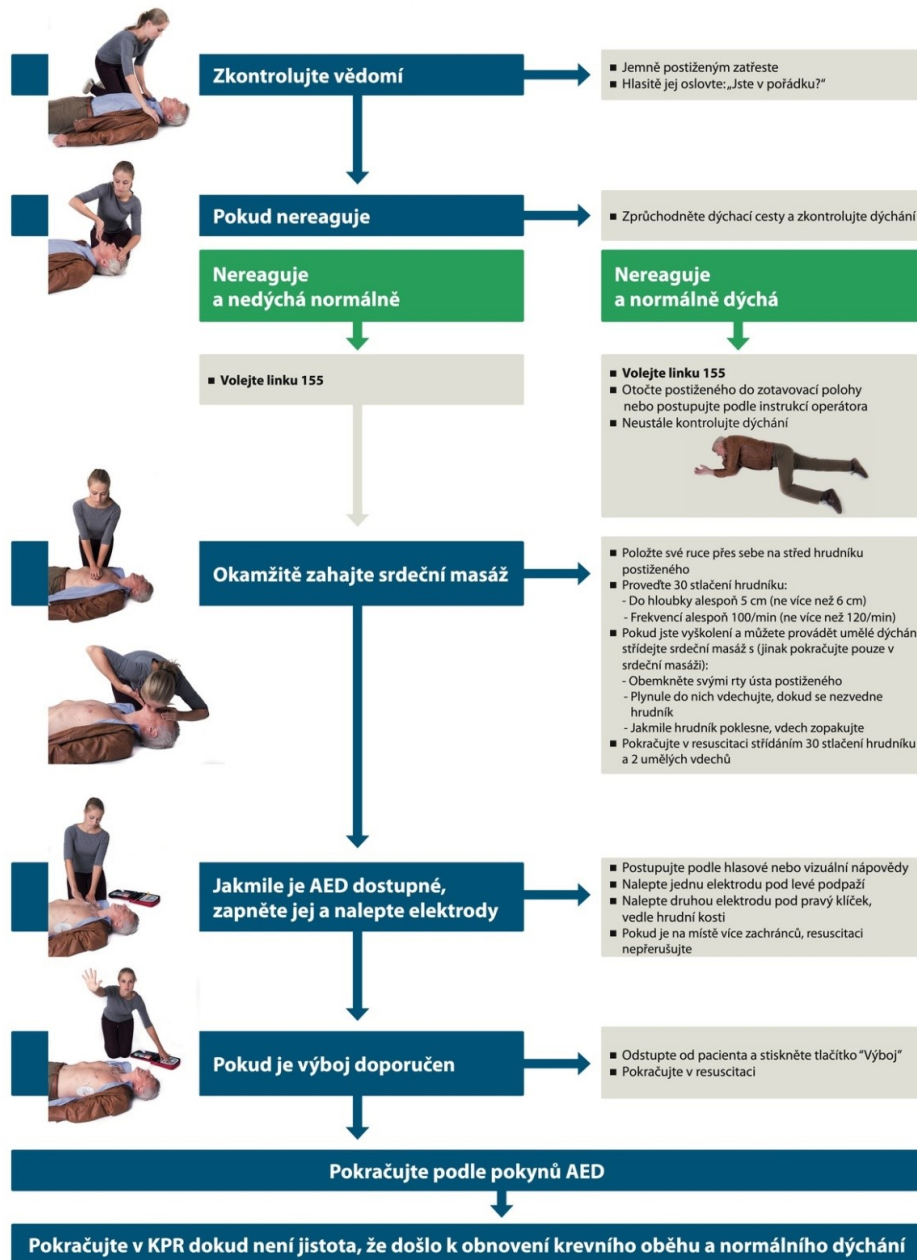 Zkontrolujte vědomí
■ Jemně postiženým zatřeste
■ Hlasitě jej oslovte: „Jste v pořádku?“
Pokud nereaguje
■ Zprůchodněte dýchací cesty a zkontrolujte dýchání
Nereaguje
a nedýchá normálně
Nereaguje
a normálně dýchá
■ Volejte linku 155
■ Volejte linku 155
■ Otočte postiženého do zotavovací polohy
nebo postupujte podle instrukcí operátora
■ Neustále kontrolujte dýchání
Okamžitě zahajte srdeční masáž
■ Položte své ruce přes sebe na střed hrudníku
postiženého
■ Proveďte 30 stlačení hrudníku:
- Do hloubky alespoň 5 cm (ne více než 6 cm)
- Frekvencí alespoň 100/min (ne více než 120/min)
■ Pokud jste vyškolení a můžete provádět umělé dýchán
střídejte srdeční masáž s (jinak pokračujte pouze v
srdeční masáži):
- Obemkněte svými rty ústa postiženého
- Plynule do nich vdechujte, dokud se nezvedne
hrudník
- Jakmile hrudník poklesne, vdech zopakujte
■ Pokračujte v resuscitaci střídáním 30 stlačení hrudníku
a 2 umělých vdechů
Jakmile je AED dostupné,
zapněte jej a nalepte elektrody
■ Postupujte podle hlasové nebo vizuální nápovědy
■ Nalepte jednu elektrodu pod levé podpaží
■ Nalepte druhou elektrodu pod pravý klíček,
vedle hrudní kosti
■ Pokud je na místě více zachránců, resuscitaci
nepřerušujte
Pokud je výboj doporučen
■ Odstupte od pacienta a stiskněte tlačítko “Výboj”
■ Pokračujte v resuscitaci
Pokračujte podle pokynů AED
Pokračujte v KPR dokud není jistota, že došlo k obnovení krevního oběhu a normálního dýchání